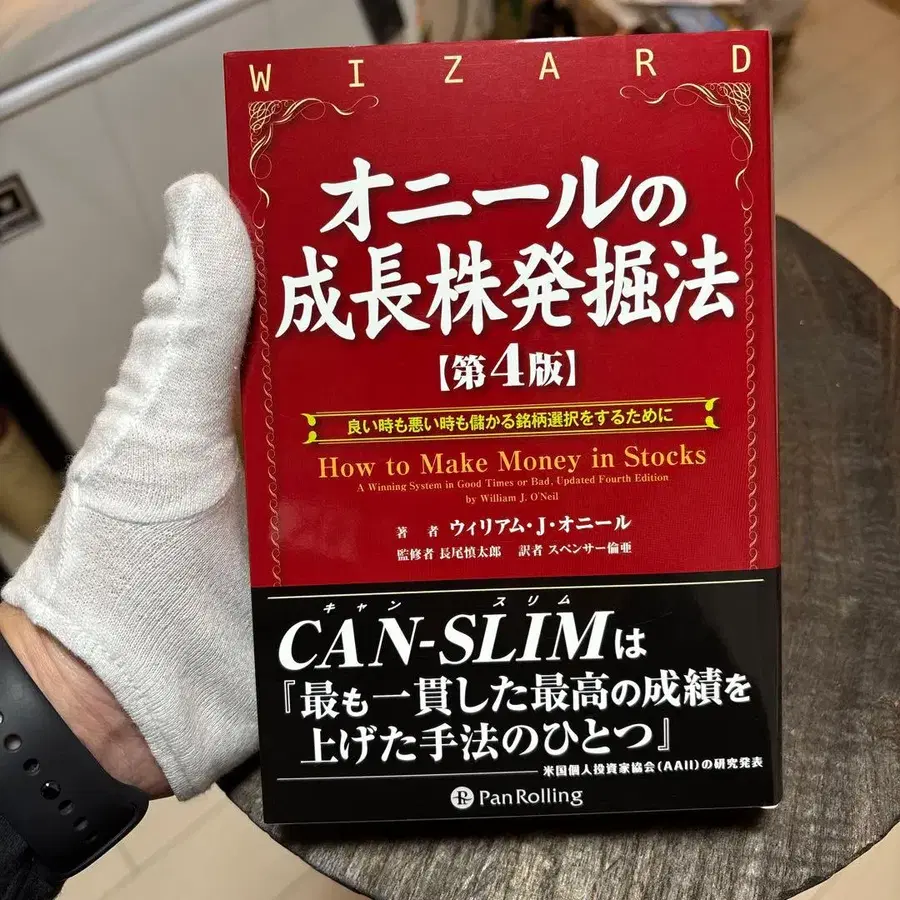 WIZARD
オニールの
成長株発掘法
【第4版】
良い時も悪い時も儲かる銘柄選択をするために
How to Make Money in Stocks
A Winning System in Good Times or Bad, Updated Fourth Edition
by William J. O'Neil
著 者 ウィリアム・J・オニール
監修者 長尾慎太郎 訳者 スペンサー倫亜
キャン スリム
CAN-SLIMは
『最も一貫した最高の成績を
上げた手法のひとつ』
米国個人投資家協会(AAII)の研究発表
PanRolling